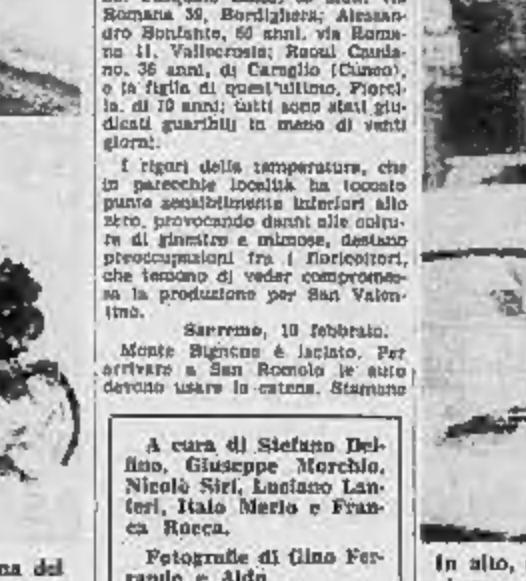 Romana 39, Bordighera; Alessan-
dro Bonfante, 60 anni, via Roma-
na 11, Vallecrosia; Raoul
no, 36 anni, di Caraglio (Cuneo),
e la figlia di quest'ultimo, Fiorel-
la, di 10 anni; tutti sono stati giu-
dicati guaribili in meno di venti
giorni.
I rigori della temperatura, che
in parecchie località ha toccato
punte sensibilmente inferiori allo
zero, provocando danni alle coltu-
re di ginestre e mimose, destano
preoccupazioni fra i floricoltori,
che temono di veder compromes-
sa la produzione per San Valen-
tino.
Sanremo, 10 febbraio.
Monte Bignone è
Per
arrivare a San Romolo le auto
devono usare le catene. Stamane
A cura di Stefano Del-
fino, Giuseppe Morchio,
Nicolò Siri, Luciano Lan-
teri, Italo Merlo e Fran-
ca Rocca.
Fotografie di Gino Fer-
rando e Aldo
na del
In alto,